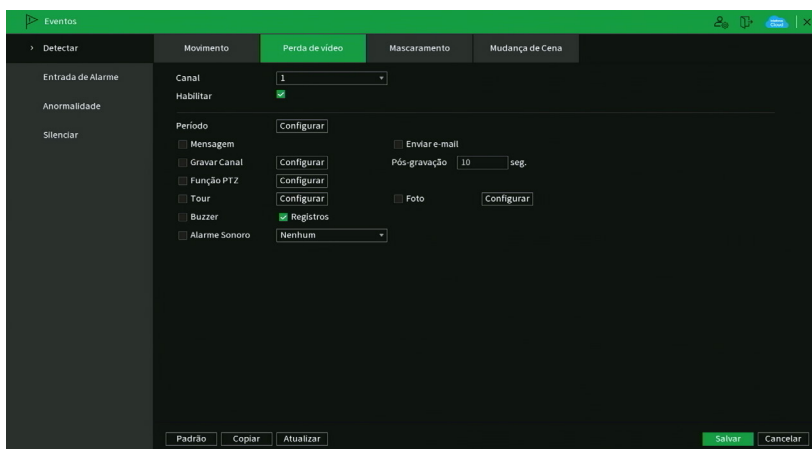 Eventos
Detectar
Entrada de Alarme
Anormalidade
Silenciar
Movimento Perda de vídeo Mascaramento Mudança de Cena
Canal 1
Habilitar
Período Configurar
Mensagem Enviar e-mail
Gravar Canal Configurar Pós-gravação 10 seg.
Função PTZ Configurar
Tour Configurar Foto Configurar
Buzzer Registros
Alarme Sonoro Nenhum
Padrão Copiar Atualizar Salvar Cancelar